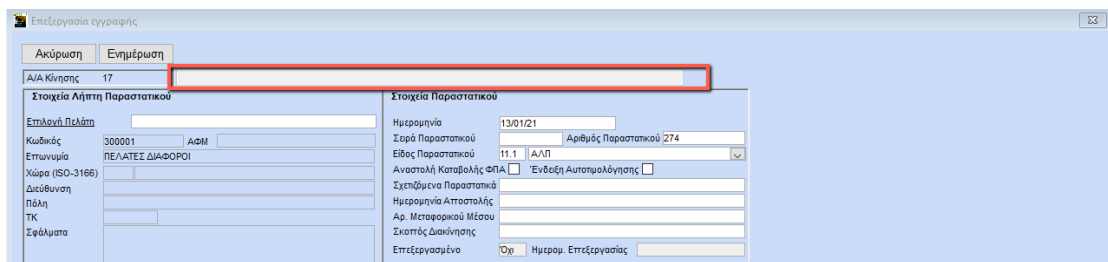 Επεξεργασία εγγραφής
Ακύρωση Ενημέρωση
Α/Α Κίνησης 17
Στοιχεία Λήπτη Παραστατικού
Επιλογή Πελάτη
Κωδικός 300001 ΑΦΜ
Επωνυμία ΠΕΛΑΤΕΣ ΔΙΑΦΟΡΟΙ
Χώρα (ISO-3166)
Διεύθυνση
Πόλη
ΤΚ
Σφάλματα
Στοιχεία Παραστατικού
Ημερομηνία 13/01/21
Σειρά Παραστατικού Αριθμός Παραστατικού 274
Είδος Παραστατικού 11.1 ΑΛΠ
Αναστολή Καταβολής ΦΠΑ Ένδειξη Αυτοτιμολόγησης
Σχετιζόμενα Παραστατικά
Ημερομηνία Αποστολής
Αρ. Μεταφορικού Μέσου
Σκοπός Διακίνησης
Επεξεργασμένο Όχι Ημερομ. Επεξεργασίας